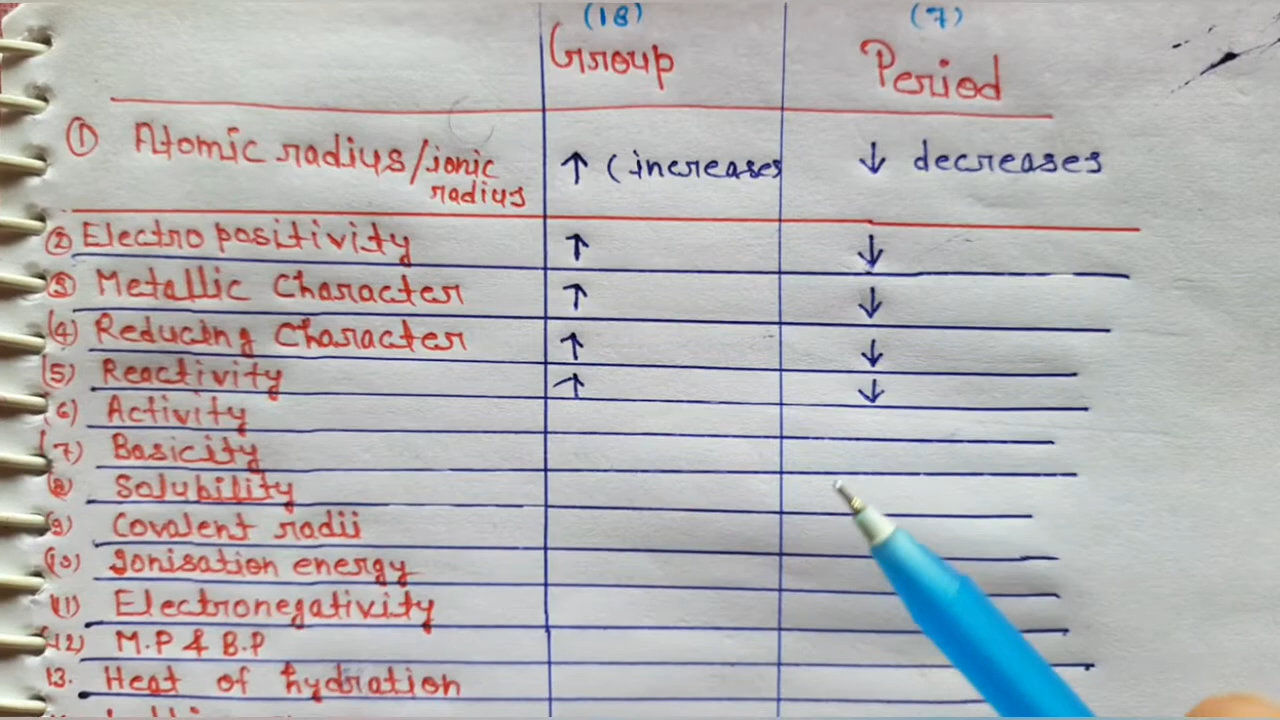 (18) (7)
Group Period
① Atomic radius/ionic radius ↑ (increases ↓ decreases
② Electropositivity ↑ ↓
③ Metallic Character ↑ ↓
(4) Reducing Character ↑ ↓
(5) Reactivity ↑ ↓
(6) Activity
(7) Basicity
(8) Solubility
(9) Covalent radii
(10) Ionisation energy
(11) Electronegativity
(12) M.P & B.P
13. Heat of hydration